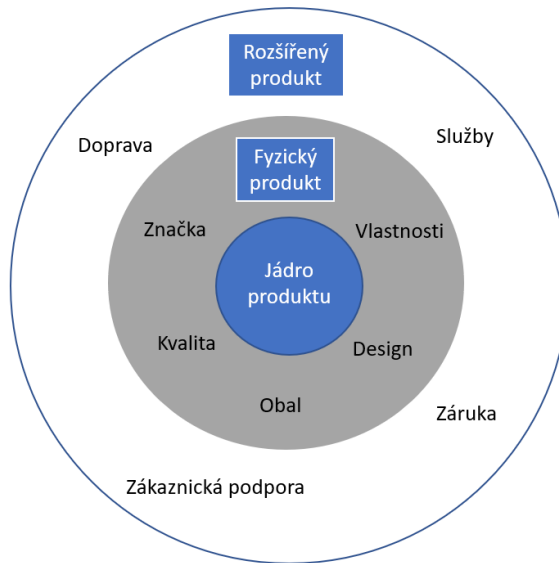 Rozšířený
produkt
Doprava
Služby
Fyzický
produkt
Značka
Vlastnosti
Jádro
produktu
Kvalita
Design
Obal
Záruka
Zákaznická podpora